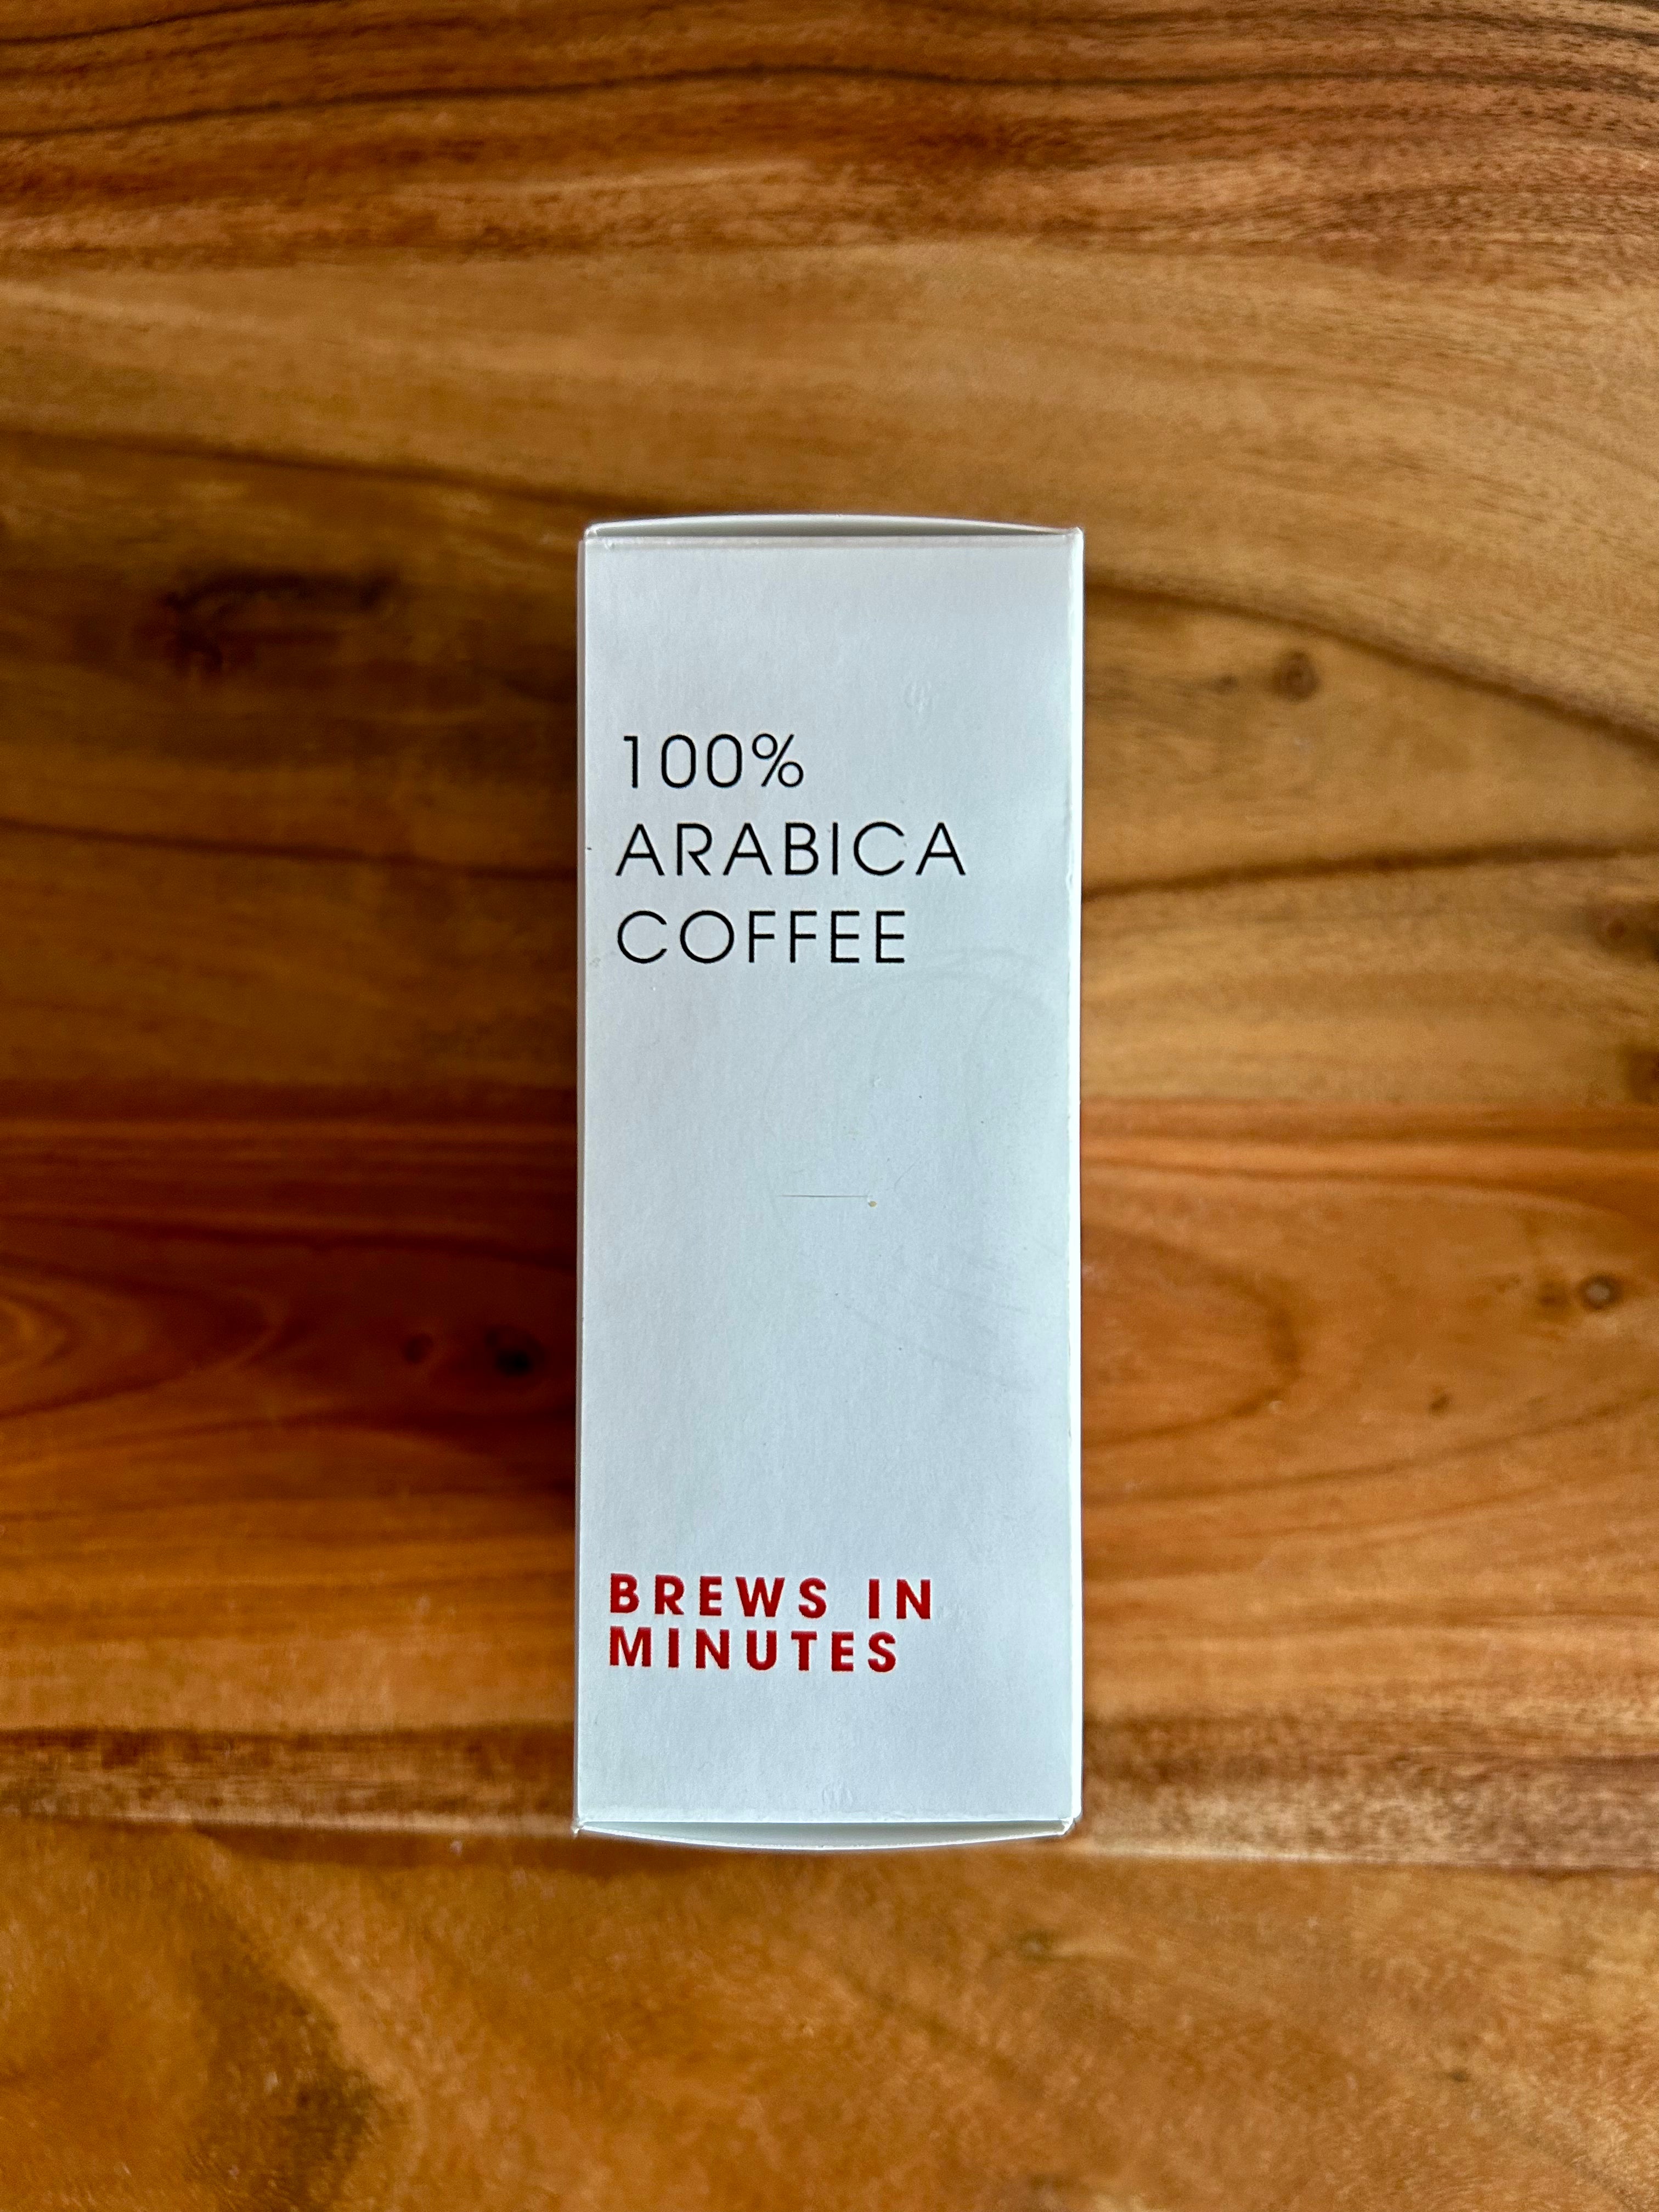 100%
ARABICA
COFFEE
BREWS IN
MINUTES